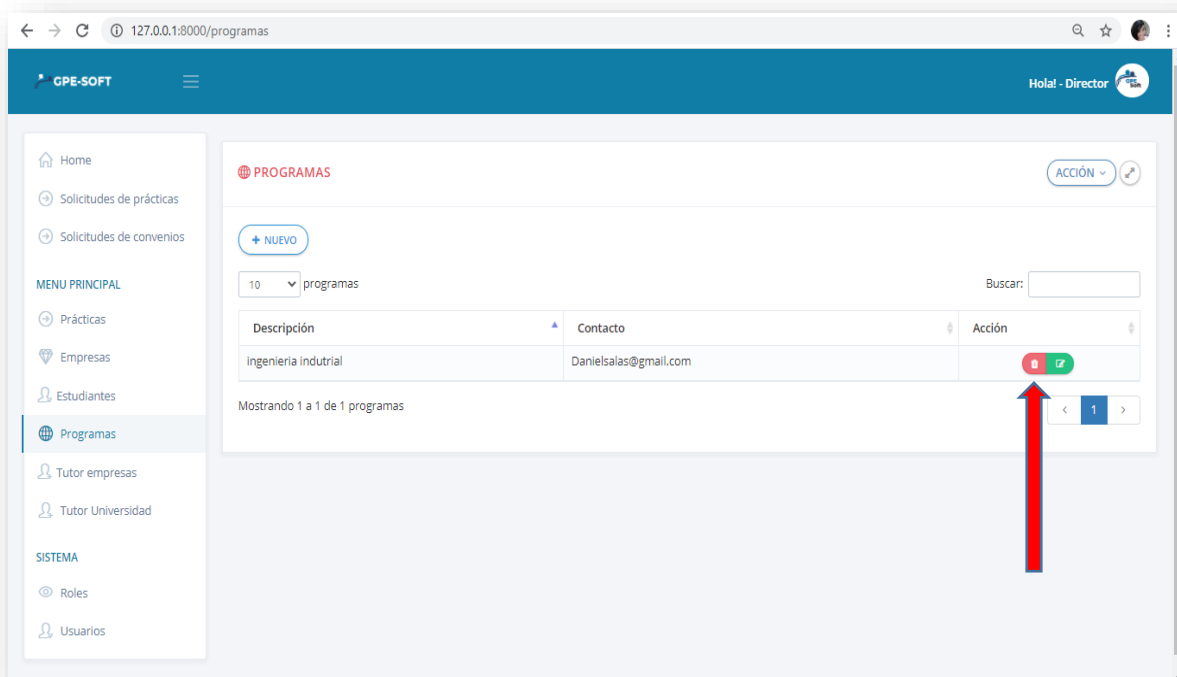 127.0.0.1:8000/programas
GPE-SOFT
Hola! - Director
GPE
Soft
Home
Solicitudes de prácticas
Solicitudes de convenios
MENU PRINCIPAL
Prácticas
Empresas
Estudiantes
Programas
Tutor empresas
Tutor Universidad
SISTEMA
Roles
Usuarios
PROGRAMAS
ACCIÓN
+ NUEVO
10 programas
Buscar:
Descripción Contacto Acción
ingenieria indutrial Danielsalas@gmail.com
Mostrando 1 a 1 de 1 programas
< 1 >